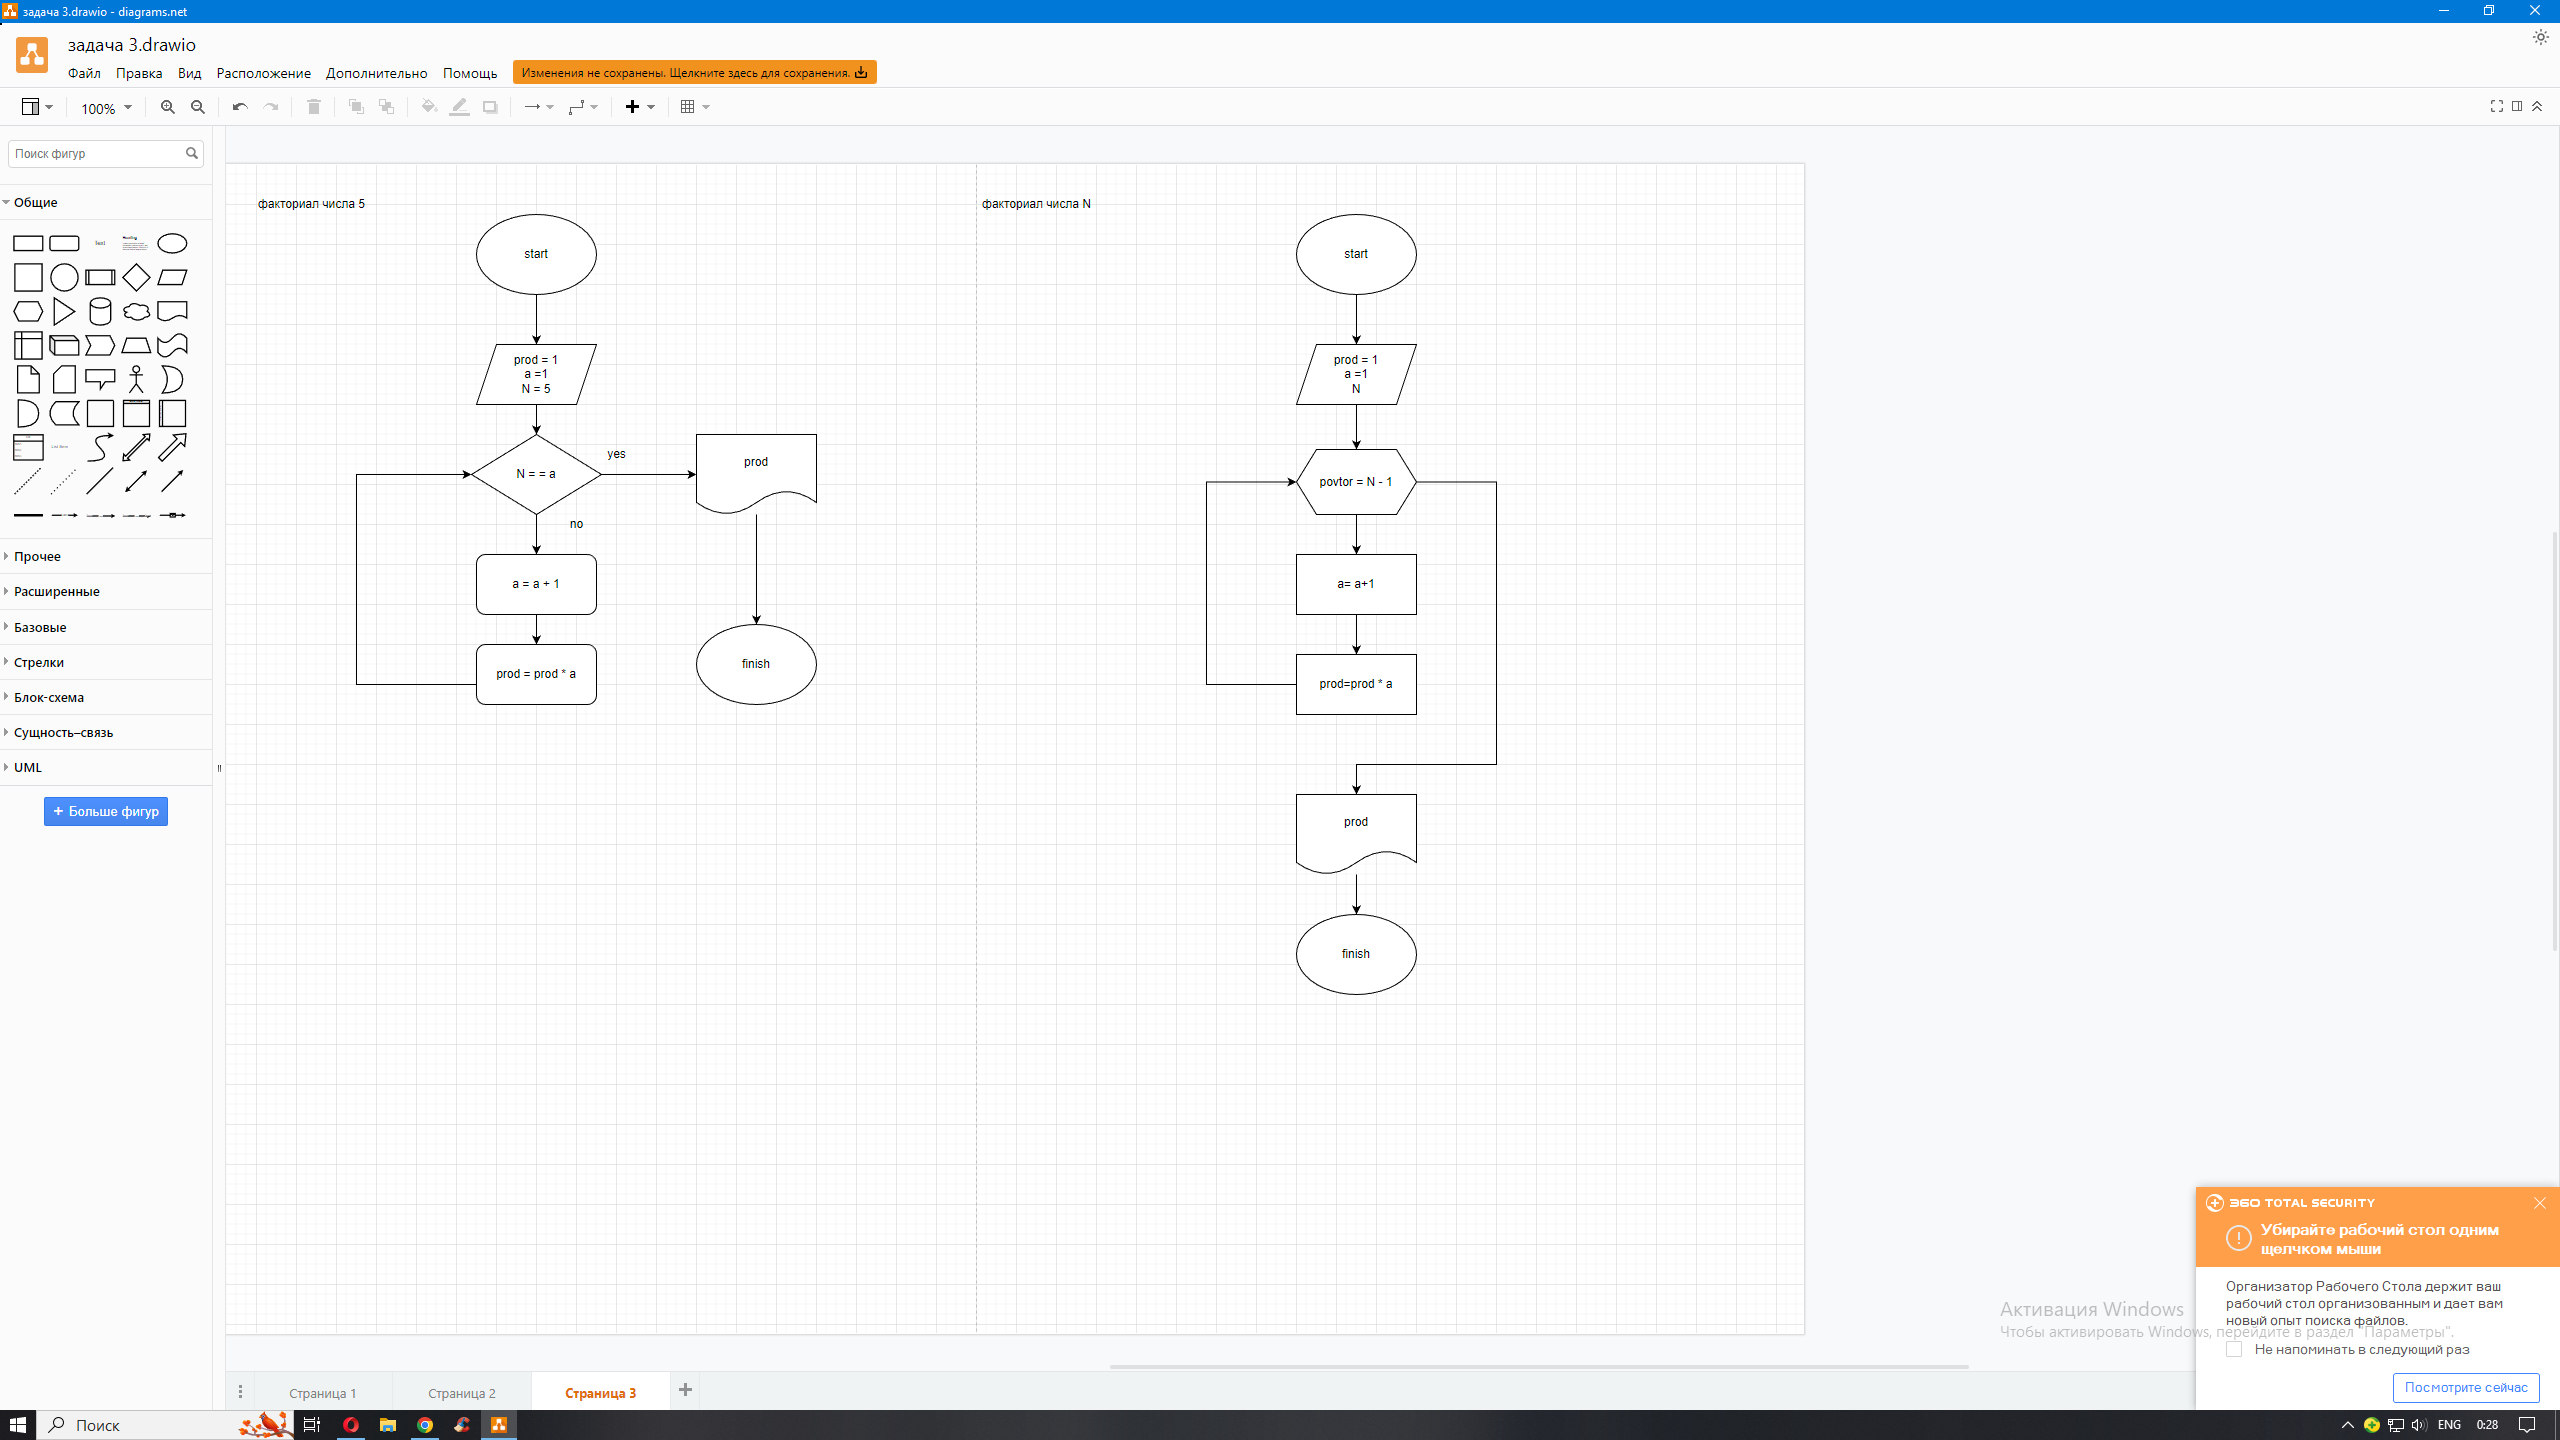 задача 3.drawio - diagrams.net
задача 3.drawio
Файл Правка Вид Расположение Дополнительно Помощь
Изменения не сохранены. Щелкните здесь для сохранения.
100%
Поиск фигур
Общие
Text
Прочее
Расширенные
Базовые
Стрелки
Блок-схема
Сущность–связь
UML
+ Больше фигур
факториал числа 5
start
prod = 1
a =1
N = 5
N = = a
yes
no
prod
a = a + 1
prod = prod * a
finish
факториал числа N
start
prod = 1
a =1
N
povtor = N - 1
a= a+1
prod=prod * a
prod
finish
Активация Windows
Чтобы активировать Windows, перейдите в раздел "Параметры".
360 TOTAL SECURITY
Убирайте рабочий стол одним
щелчком мыши
Организатор Рабочего Стола держит ваш
рабочий стол организованным и дает вам
новый опыт поиска файлов.
Не напоминать в следующий раз
Посмотрите сейчас
Страница 1
Страница 2
Страница 3
Поиск
ENG
0:28